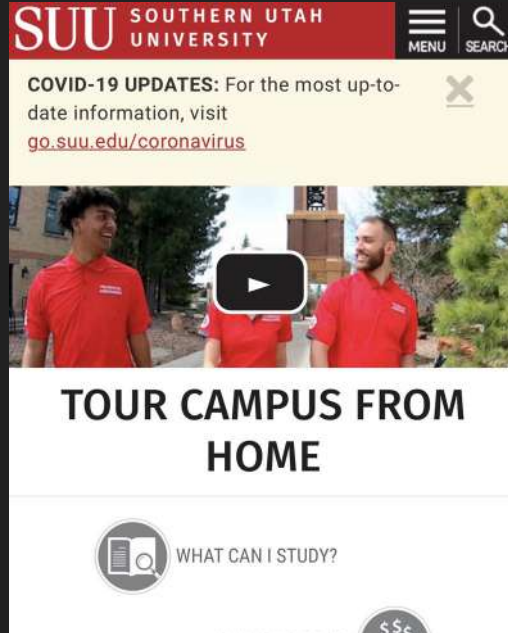 SUU SOUTHERN UTAH
UNIVERSITY
MENU
SEARCH
COVID-19 UPDATES: For the most up-to-
date information, visit
go.suu.edu/coronavirus
TOUR CAMPUS FROM
HOME
WHAT CAN I STUDY?
$$$